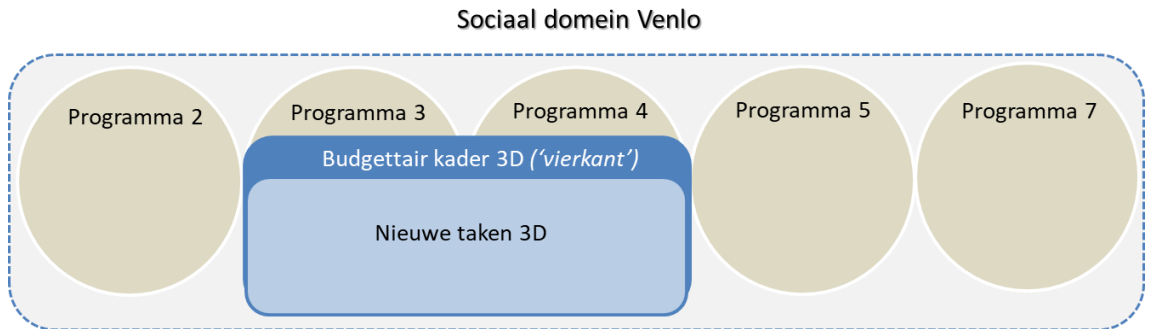 Sociaal domein Venlo
Programma 2
Programma 3
Programma 4
Programma 5
Programma 7
Budgettair kader 3D (‘vierkant’)
Nieuwe taken 3D